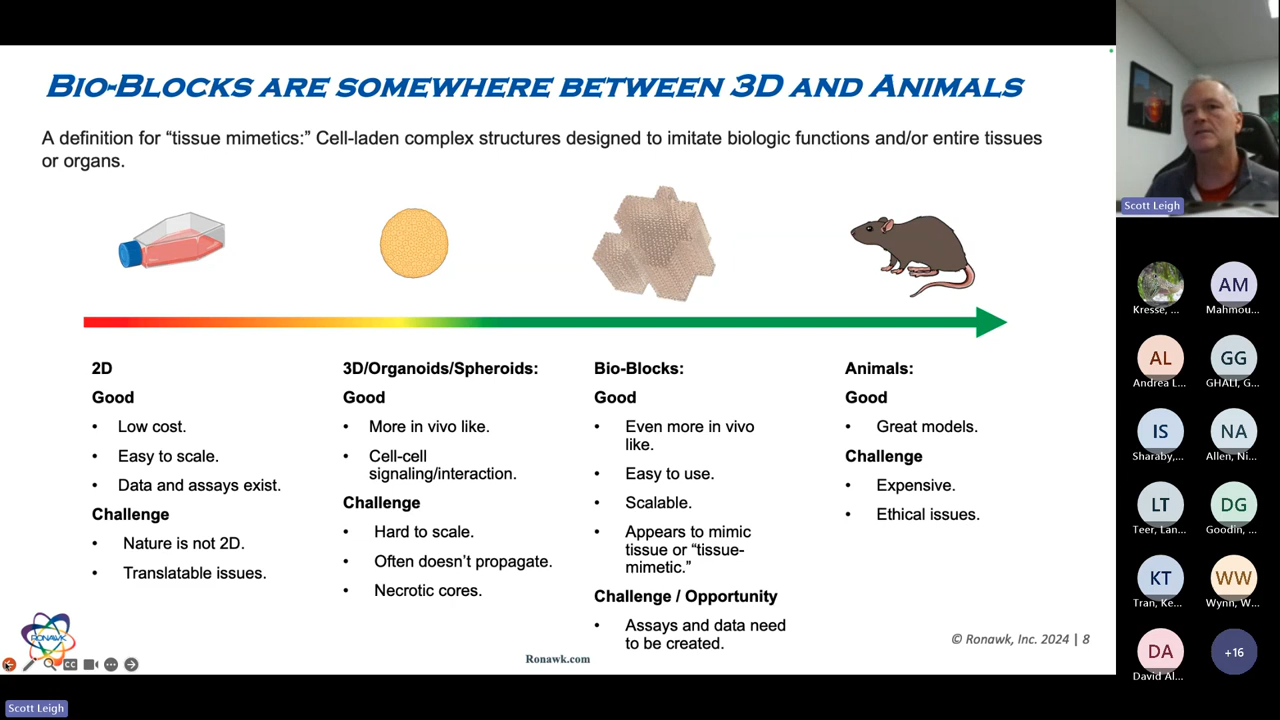 BIO-BLOCKS ARE SOMEWHERE BETWEEN 3D AND ANIMALS
A definition for “tissue mimetics:” Cell-laden complex structures designed to imitate biologic functions and/or entire tissues
or organs.
2D
Good
• Low cost.
• Easy to scale.
• Data and assays exist.
Challenge
• Nature is not 2D.
• Translatable issues.
3D/Organoids/Spheroids:
Good
• More in vivo like.
• Cell-cell
signaling/interaction.
Challenge
• Hard to scale.
• Often doesn’t propagate.
• Necrotic cores.
Bio-Blocks:
Good
• Even more in vivo
like.
• Easy to use.
• Scalable.
• Appears to mimic
tissue or “tissue-
mimetic.”
Challenge / Opportunity
• Assays and data need
to be created.
Animals:
Good
• Great models.
Challenge
• Expensive.
• Ethical issues.
RONAWK
CC
Ronawk.com
© Ronawk, Inc. 2024 | 8
Scott Leigh
Scott Leigh
Kresse, ...
AM
Mahmou...
AL
Andrea L...
GG
GHALI, G...
IS
Sharaby,...
NA
Allen, Ni...
LT
Teer, Lan...
DG
Goodin, ...
KT
Tran, Ke...
WW
Wynn, W...
DA
David Al...
+16